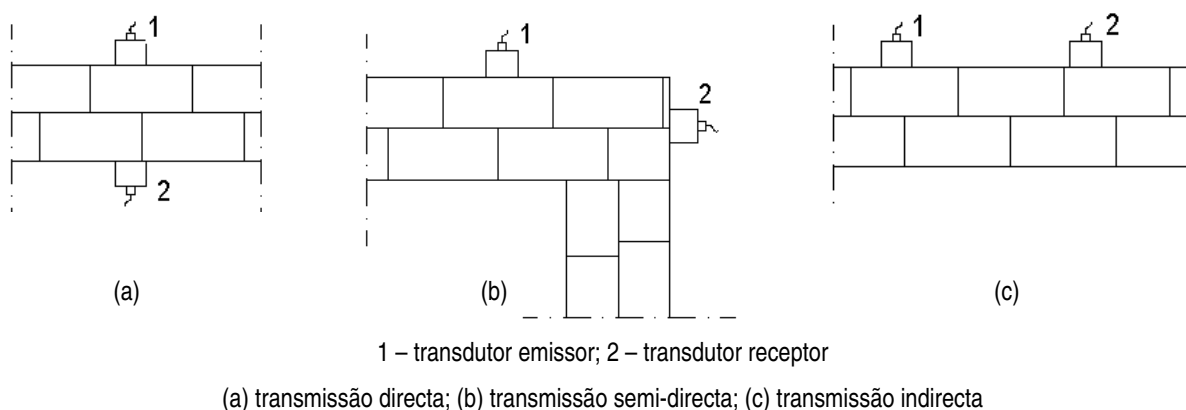 1
2
1
2
1
2
(a)
(b)
(c)
1 – transdutor emissor; 2 – transdutor receptor
(a) transmissão directa; (b) transmissão semi-directa; (c) transmissão indirecta